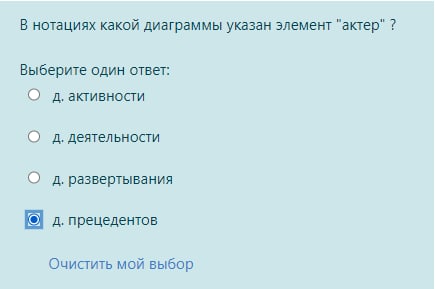 В нотациях какой диаграммы указан элемент "актер" ?
Выберите один ответ:
д. активности
д. деятельности
д. развертывания
д. прецедентов
Очистить мой выбор